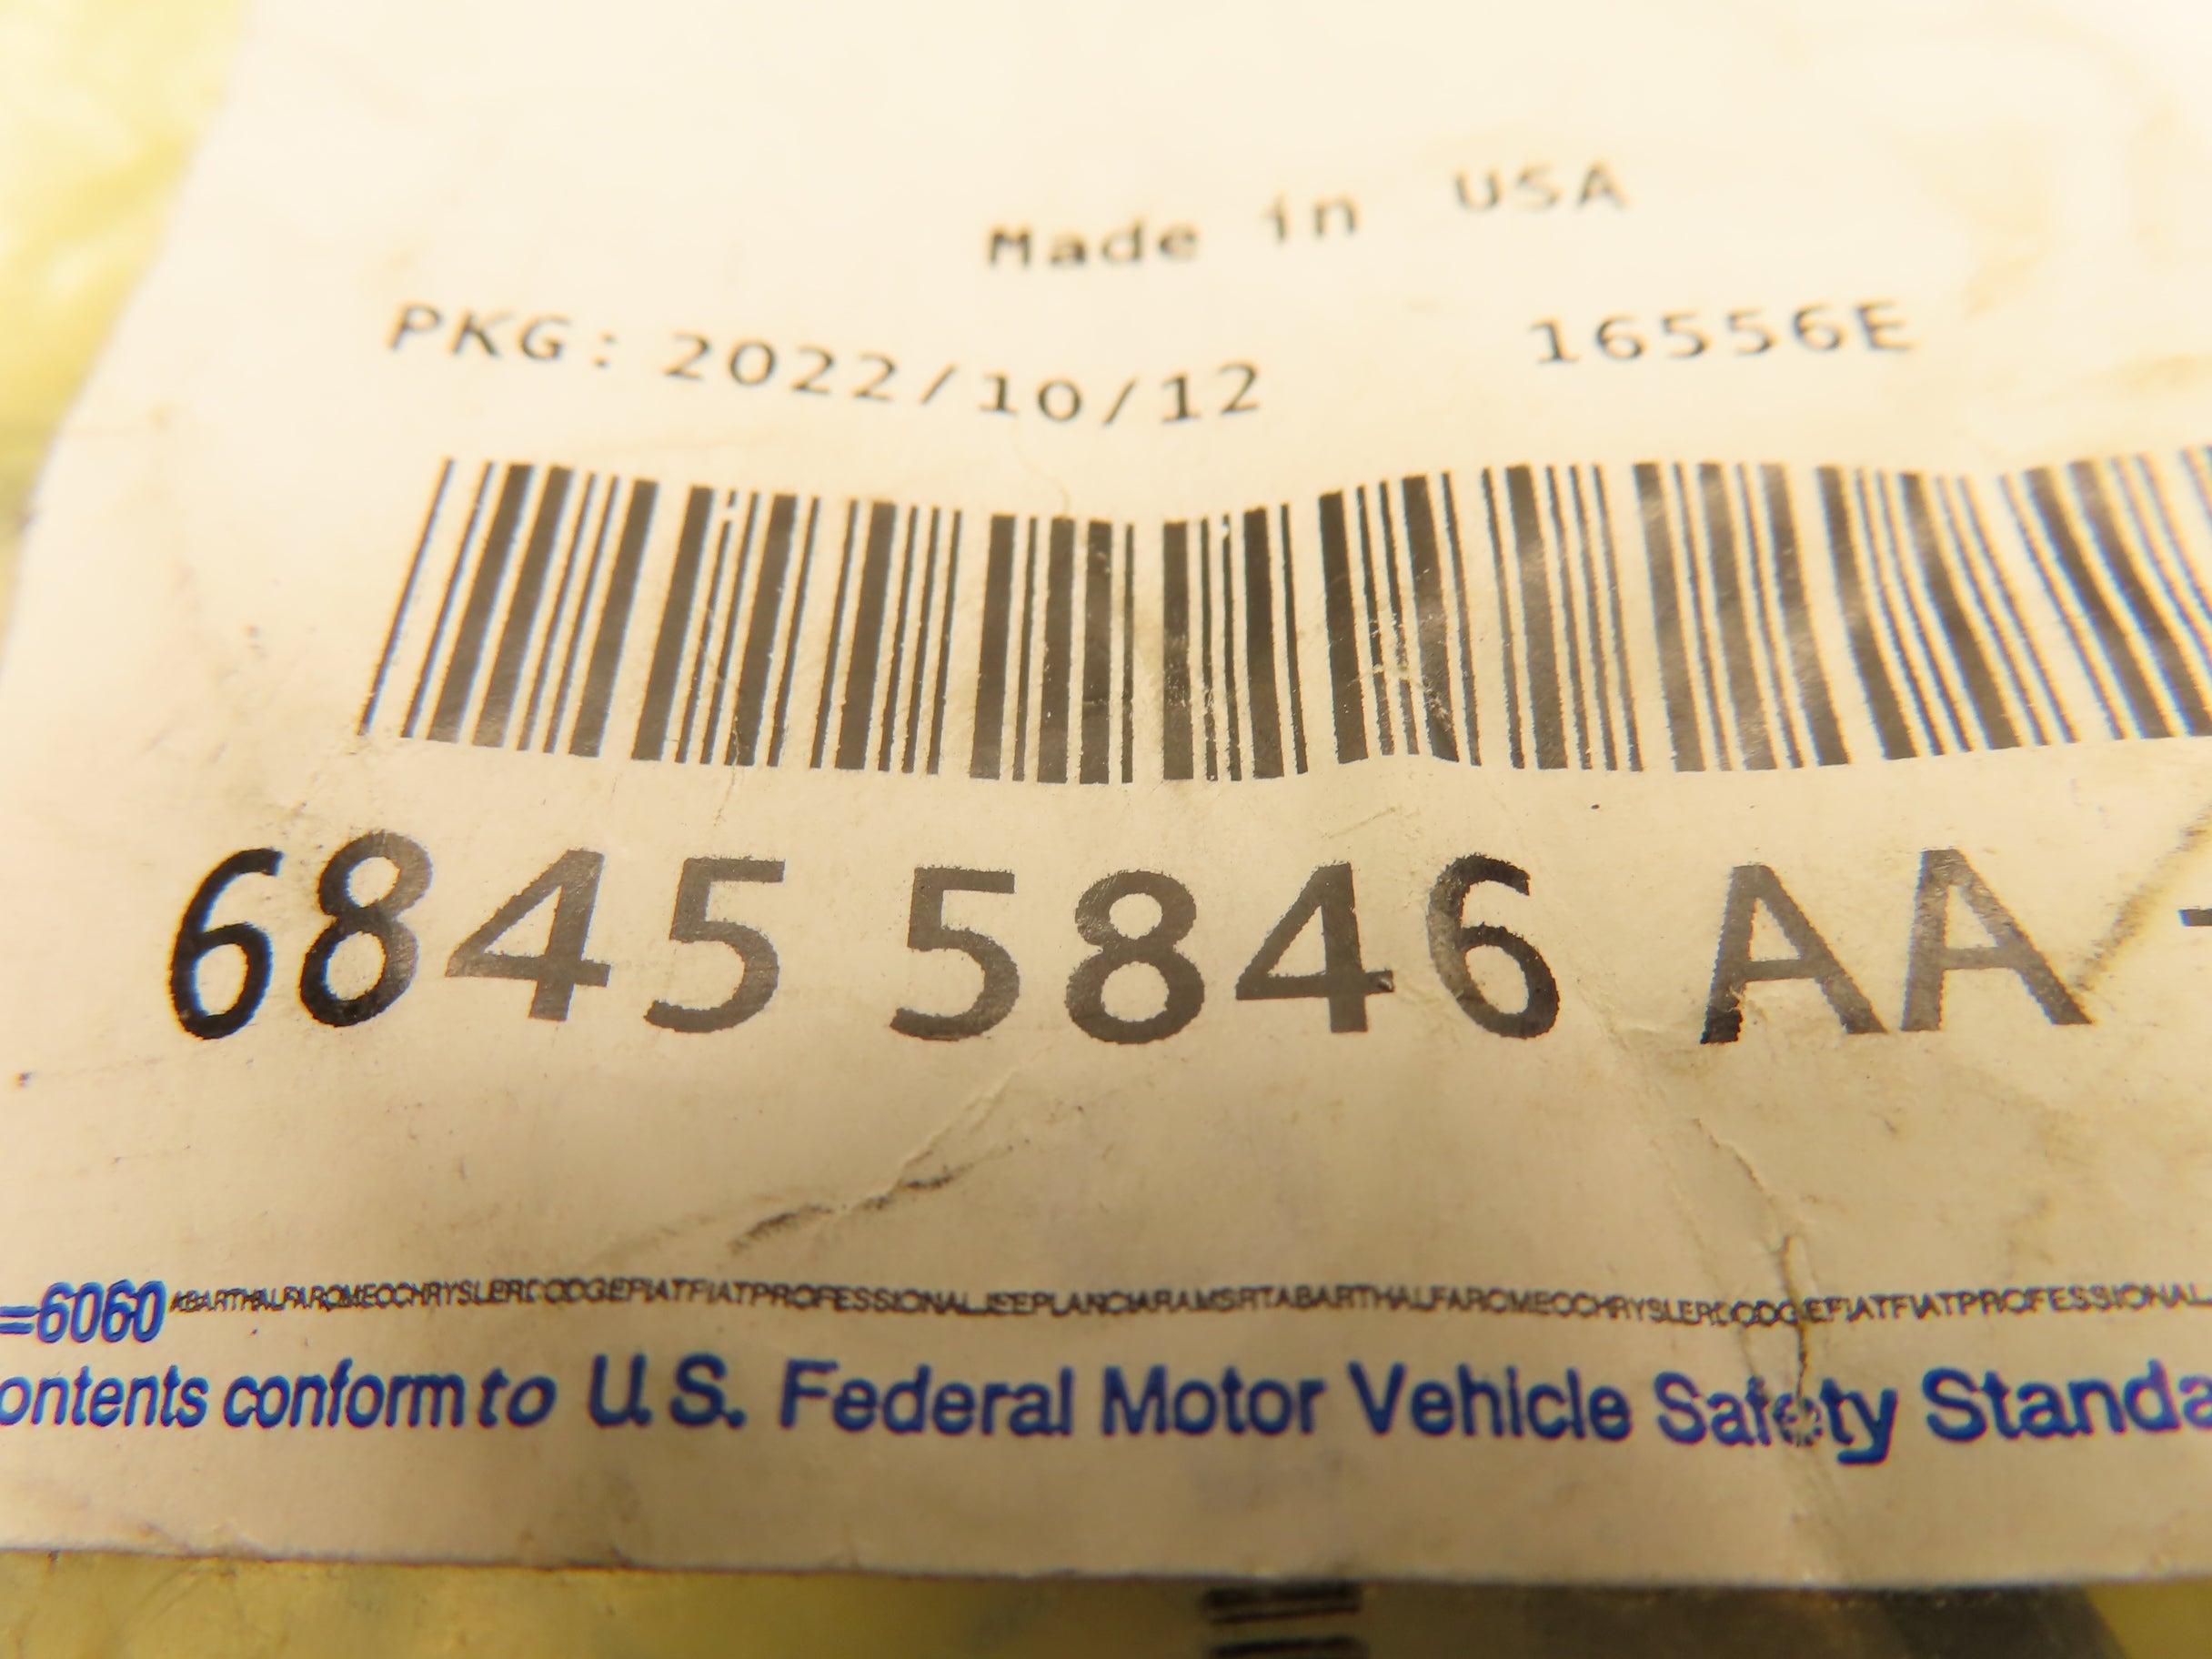 Made in USA
PKG: 2022/10/12 16556E
6845 5846 AA -
=6060 ABARTHALFAROMEOCHRYSLERDODGEFIATFIATPROFESSIONALJEEPLANCIARAMSRTABARTHALFAROMEOCHRYSLERDODGEFIATFIATPROFESSIONAL
ontents conform to U.S. Federal Motor Vehicle Safety Standa